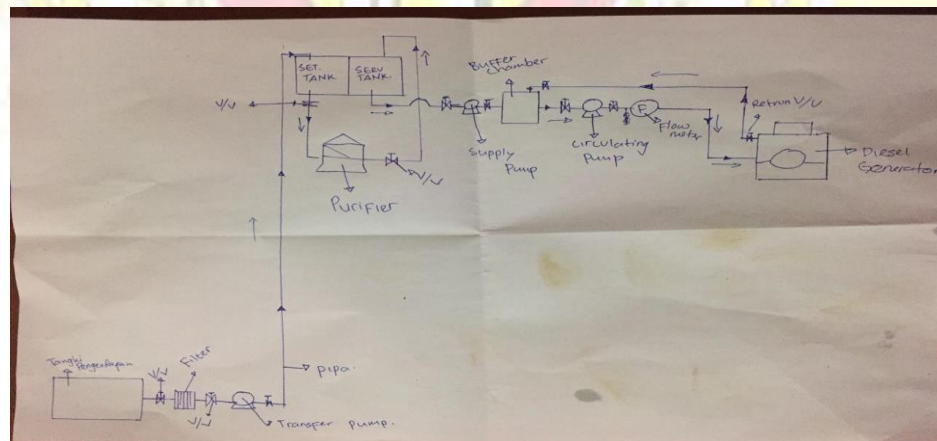 SET.
TANK.
SERV
TANK.
V/V
Purifier
V/V
Supply
Pump
Buffer
Chamber
Circulating
Pump
F
Flow
meter
Retrun V/V
Diesel
Generator
Tangki
Pengendapan
V/V
Filter
V/V
Transfer pump.
pipa.